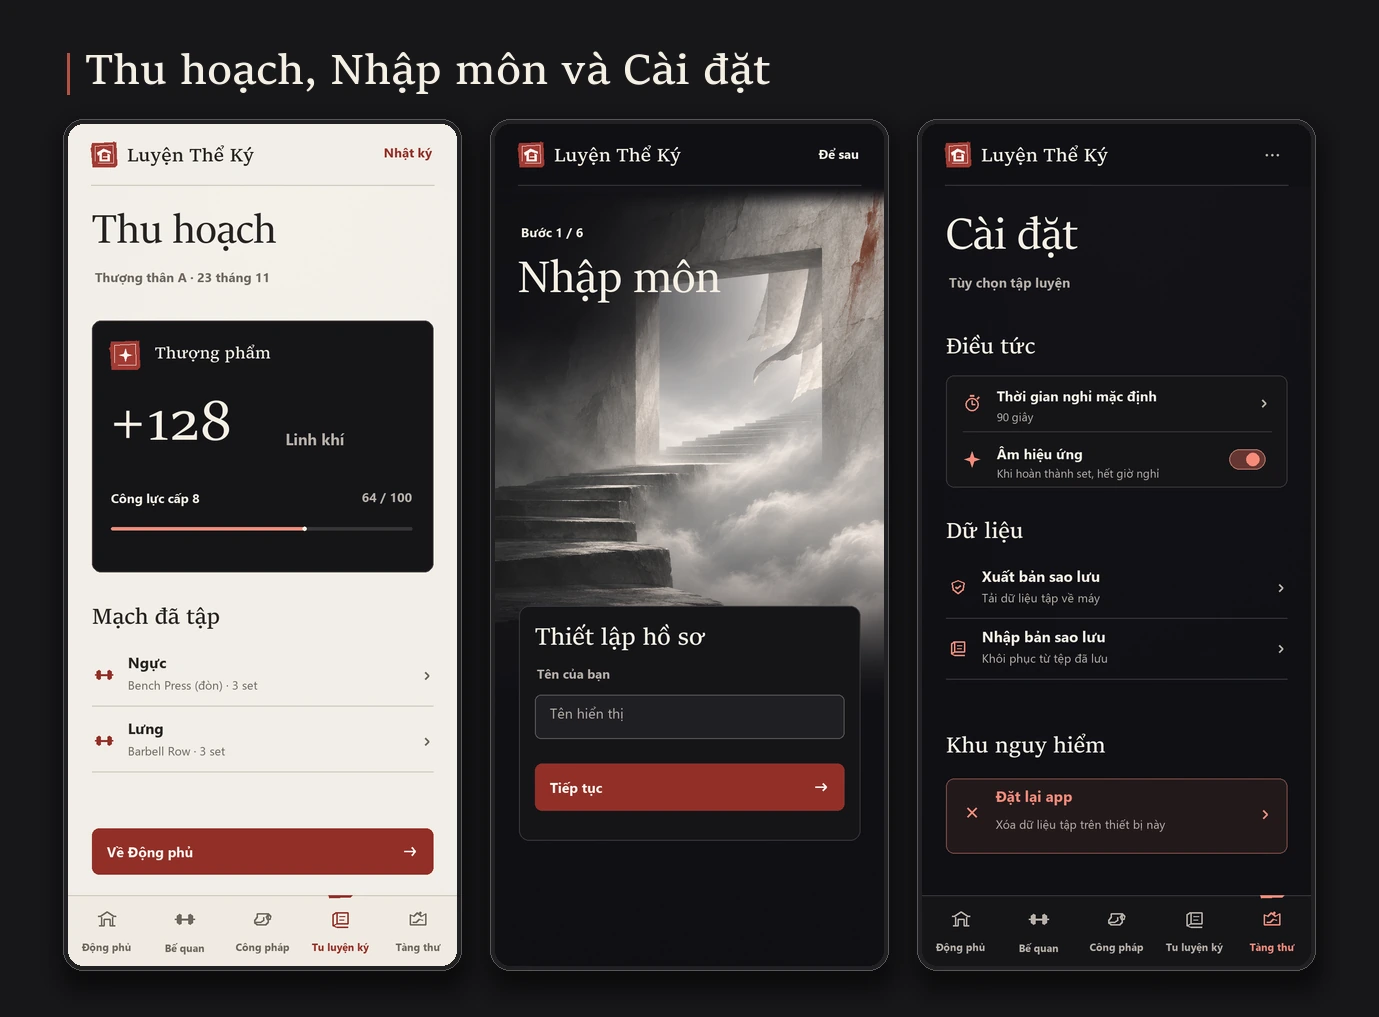 Thu hoạch, Nhập môn và Cài đặt
Luyện Thể Ký
Nhật ký
Thu hoạch
Thượng thân A · 23 tháng 11
Thượng phẩm
+128 Linh khí
Công lực cấp 8
64 / 100
Mạch đã tập
Ngực
Bench Press (đòn) · 3 set
Lưng
Barbell Row · 3 set
Về Động phủ
Động phủ
Bế quan
Công pháp
Tu luyện ký
Tàng thư
Luyện Thể Ký
Để sau
Bước 1 / 6
Nhập môn
Thiết lập hồ sơ
Tên của bạn
Tên hiển thị
Tiếp tục
Luyện Thể Ký
Cài đặt
Tùy chọn tập luyện
Điều tức
Thời gian nghỉ mặc định
90 giây
Âm hiệu ứng
Khi hoàn thành set, hết giờ nghỉ
Dữ liệu
Xuất bản sao lưu
Tải dữ liệu tập về máy
Nhập bản sao lưu
Khôi phục từ tệp đã lưu
Khu nguy hiểm
Đặt lại app
Xóa dữ liệu tập trên thiết bị này
Động phủ
Bế quan
Công pháp
Tu luyện ký
Tàng thư